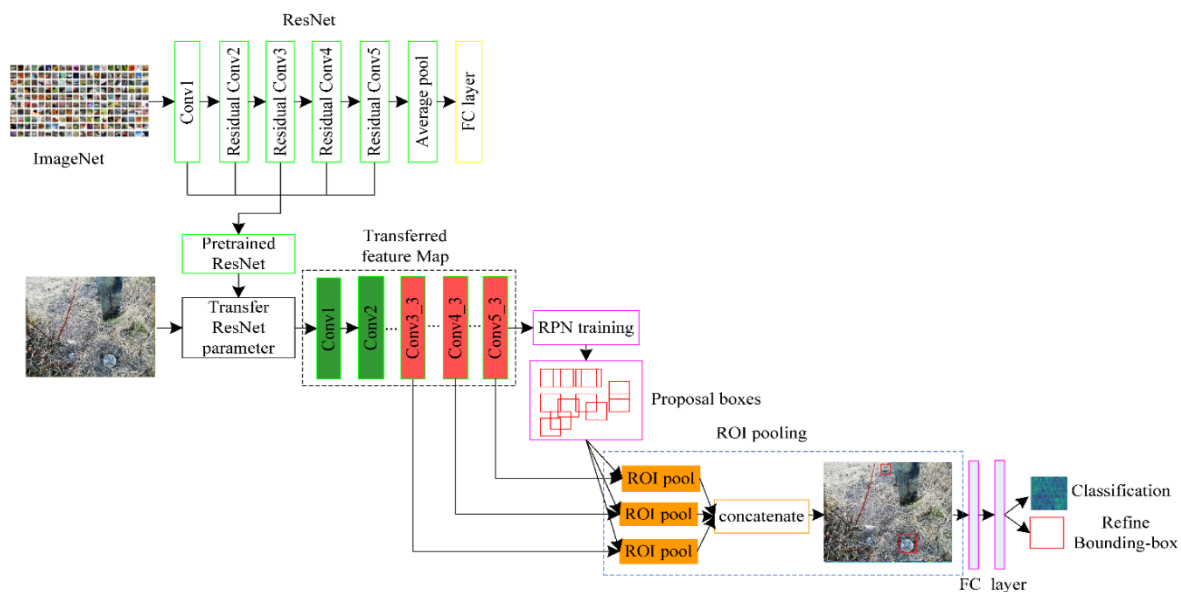 ResNet
Conv1
Residual Conv2
Residual Conv3
Residual Conv4
Residual Conv5
Average pool
FC layer
ImageNet
Pretrained
ResNet
Transfer
ResNet
parameter
Transferred
feature Map
Conv1
Conv2
...
Conv3_3
...
Conv4_3
...
Conv5_3
RPN training
Proposal boxes
ROI pooling
ROI pool
ROI pool
ROI pool
concatenate
Classification
Refine
Bounding-box
FC layer